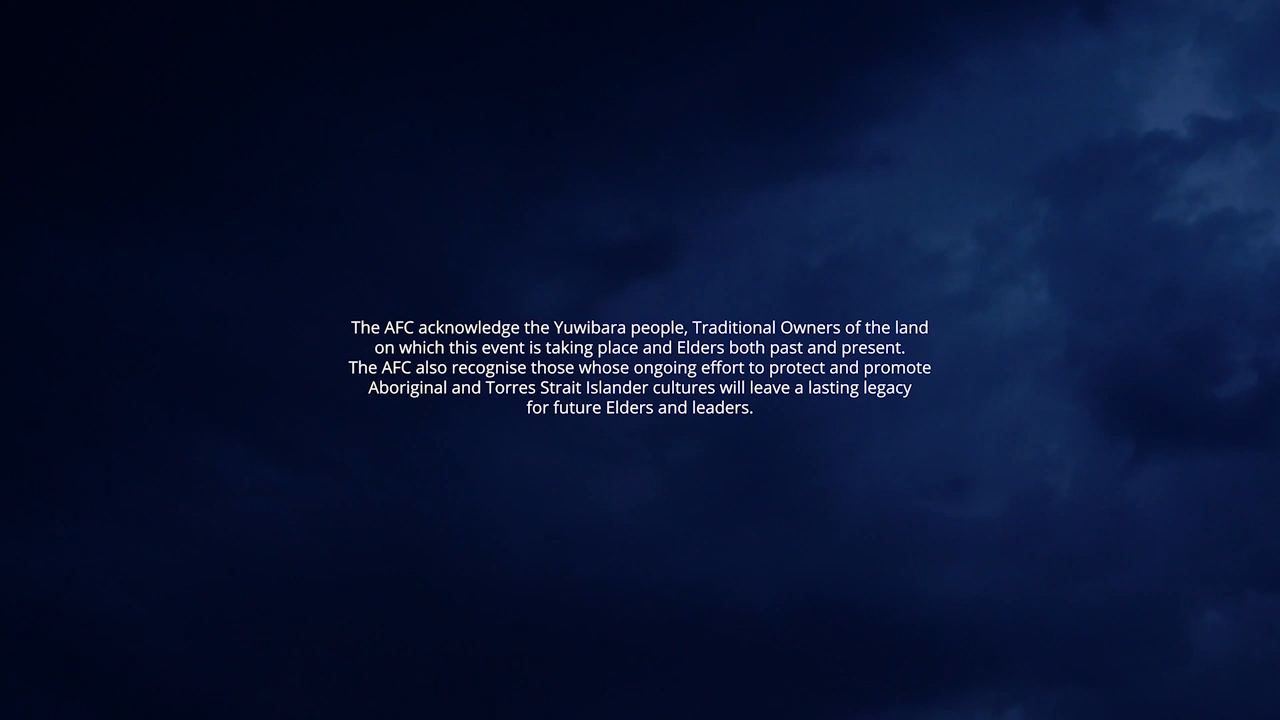 The AFC acknowledge the Yuwibara people, Traditional Owners of the land
on which this event is taking place and Elders both past and present.
The AFC also recognise those whose ongoing effort to protect and promote
Aboriginal and Torres Strait Islander cultures will leave a lasting legacy
for future Elders and leaders.